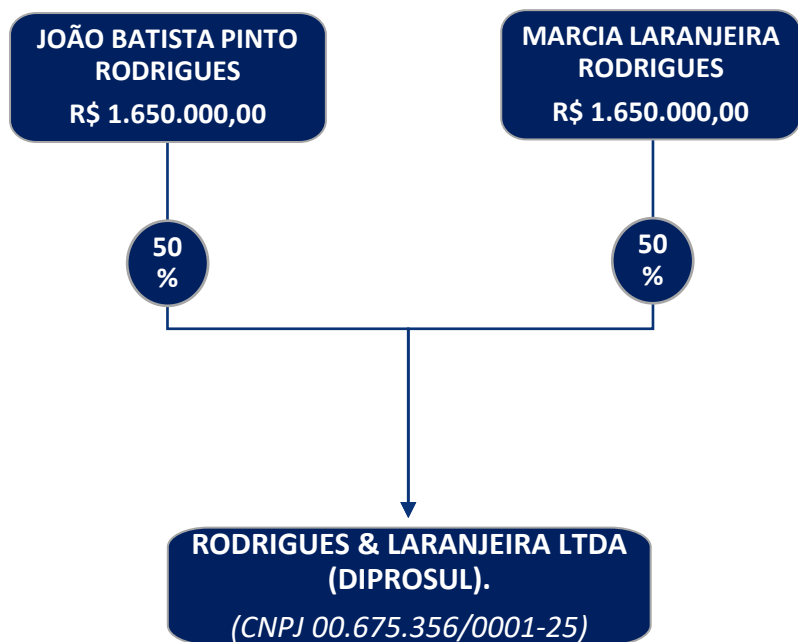 JOÃO BATISTA PINTO
RODRIGUES
R$ 1.650.000,00
MARCIA LARANJEIRA
RODRIGUES
R$ 1.650.000,00
50
%
50
%
RODRIGUES & LARANJEIRA LTDA
(DIPROSUL).
(CNPJ 00.675.356/0001-25)